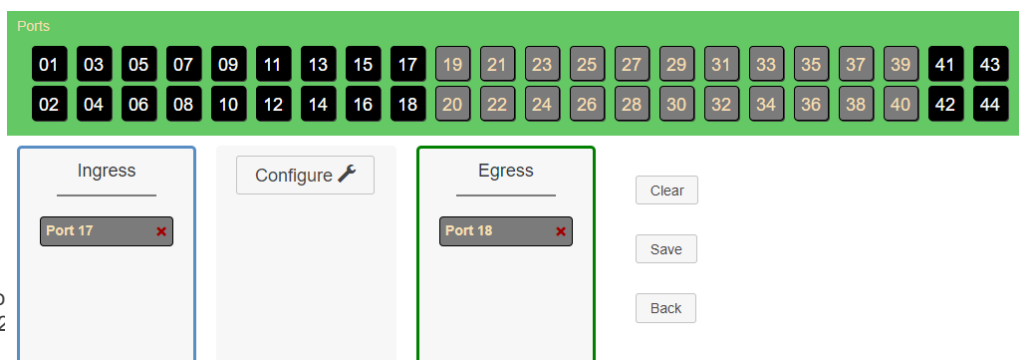 Ports
01 03 05 07 09 11 13 15 17 19 21 23 25 27 29 31 33 35 37 39 41 43
02 04 06 08 10 12 14 16 18 20 22 24 26 28 30 32 34 36 38 40 42 44
Ingress
Port 17
Configure
Egress
Port 18
Clear
Save
Back